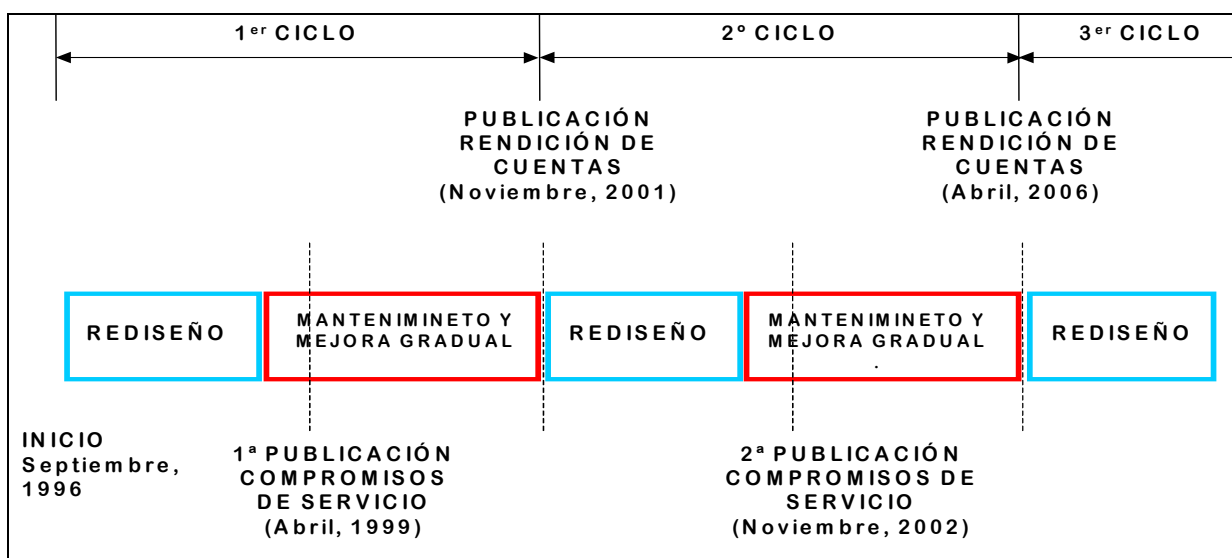 1er CICLO
2º CICLO
3er CICLO
PUBLICACIÓN
RENDICIÓN DE
CUENTAS
(Noviembre, 2001)
PUBLICACIÓN
RENDICIÓN DE
CUENTAS
(Abril, 2006)
REDISEÑO
MANTENIMINETO Y
MEJORA GRADUAL
REDISEÑO
MANTENIMINETO Y
MEJORA GRADUAL
.
REDISEÑO
INICIO
Septiembre,
1996
1ª PUBLICACIÓN
COMPROMISOS
DE SERVICIO
(Abril, 1999)
2ª PUBLICACIÓN
COMPROMISOS DE
SERVICIO
(Noviembre, 2002)